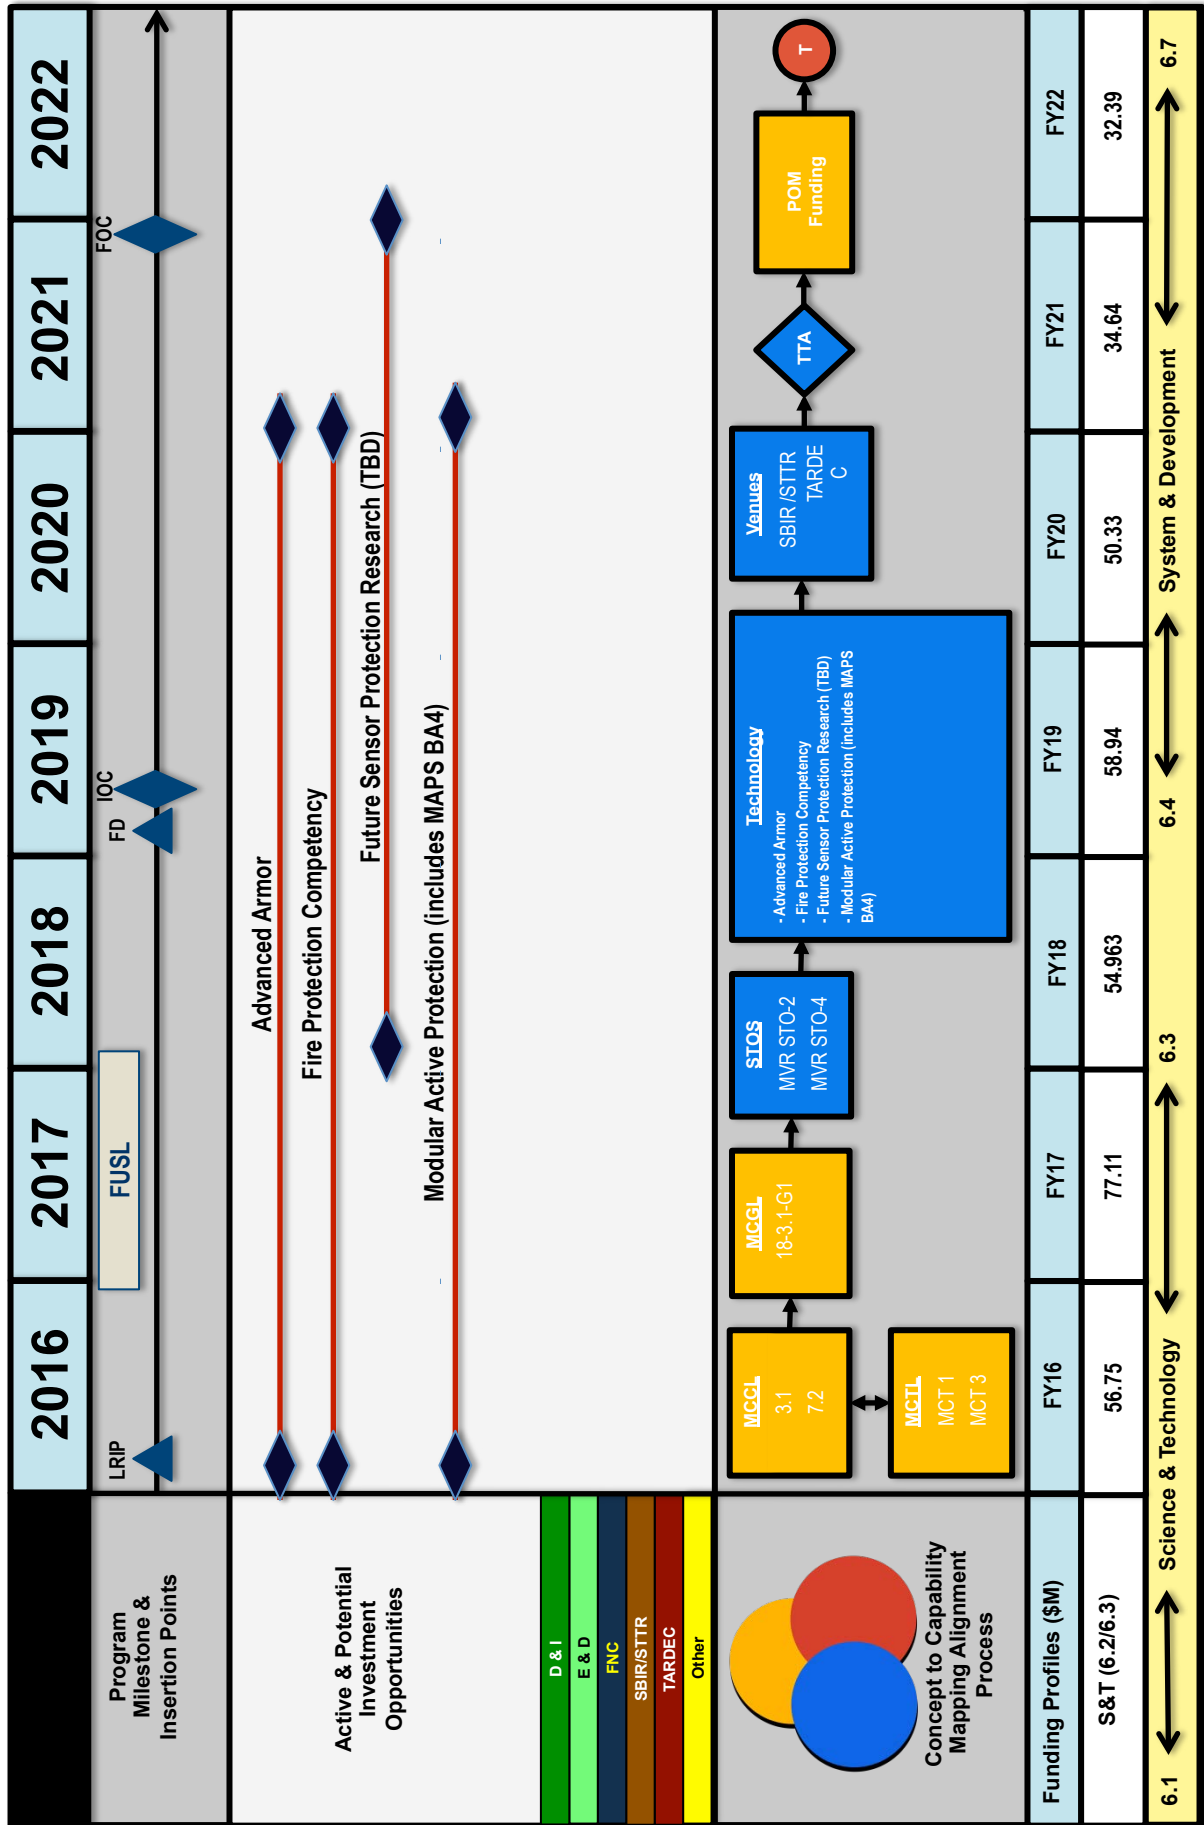 2016
2017
2018
2019
2020
2021
2022
Program
Milestone &
Insertion Points
LRIP
FUSL
FD
IOC
FOC
Active & Potential
Investment
Opportunities
Advanced Armor
Fire Protection Competency
Future Sensor Protection Research (TBD)
Modular Active Protection (includes MAPS BA4)
D & I
E & D
FNC
SBIR/STTR
TARDEC
Other
Concept to Capability
Mapping Alignment
Process
MCCL
3.1
7.2
MCTL
MCT 1
MCT 3
MCGL
18-3.1-G1
STOS
MVR STO-2
MVR STO-4
Technology
- Advanced Armor
- Fire Protection Competency
- Future Sensor Protection Research (TBD)
- Modular Active Protection (includes MAPS
BA4)
Venues
SBIR /STTR
TARDE
C
TTA
POM
Funding
T
Funding Profiles ($M)
FY16
FY17
FY18
FY19
FY20
FY21
FY22
S&T (6.2/6.3)
56.75
77.11
54.963
58.94
50.33
34.64
32.39
6.1
Science & Technology
6.3
6.4
System & Development
6.7